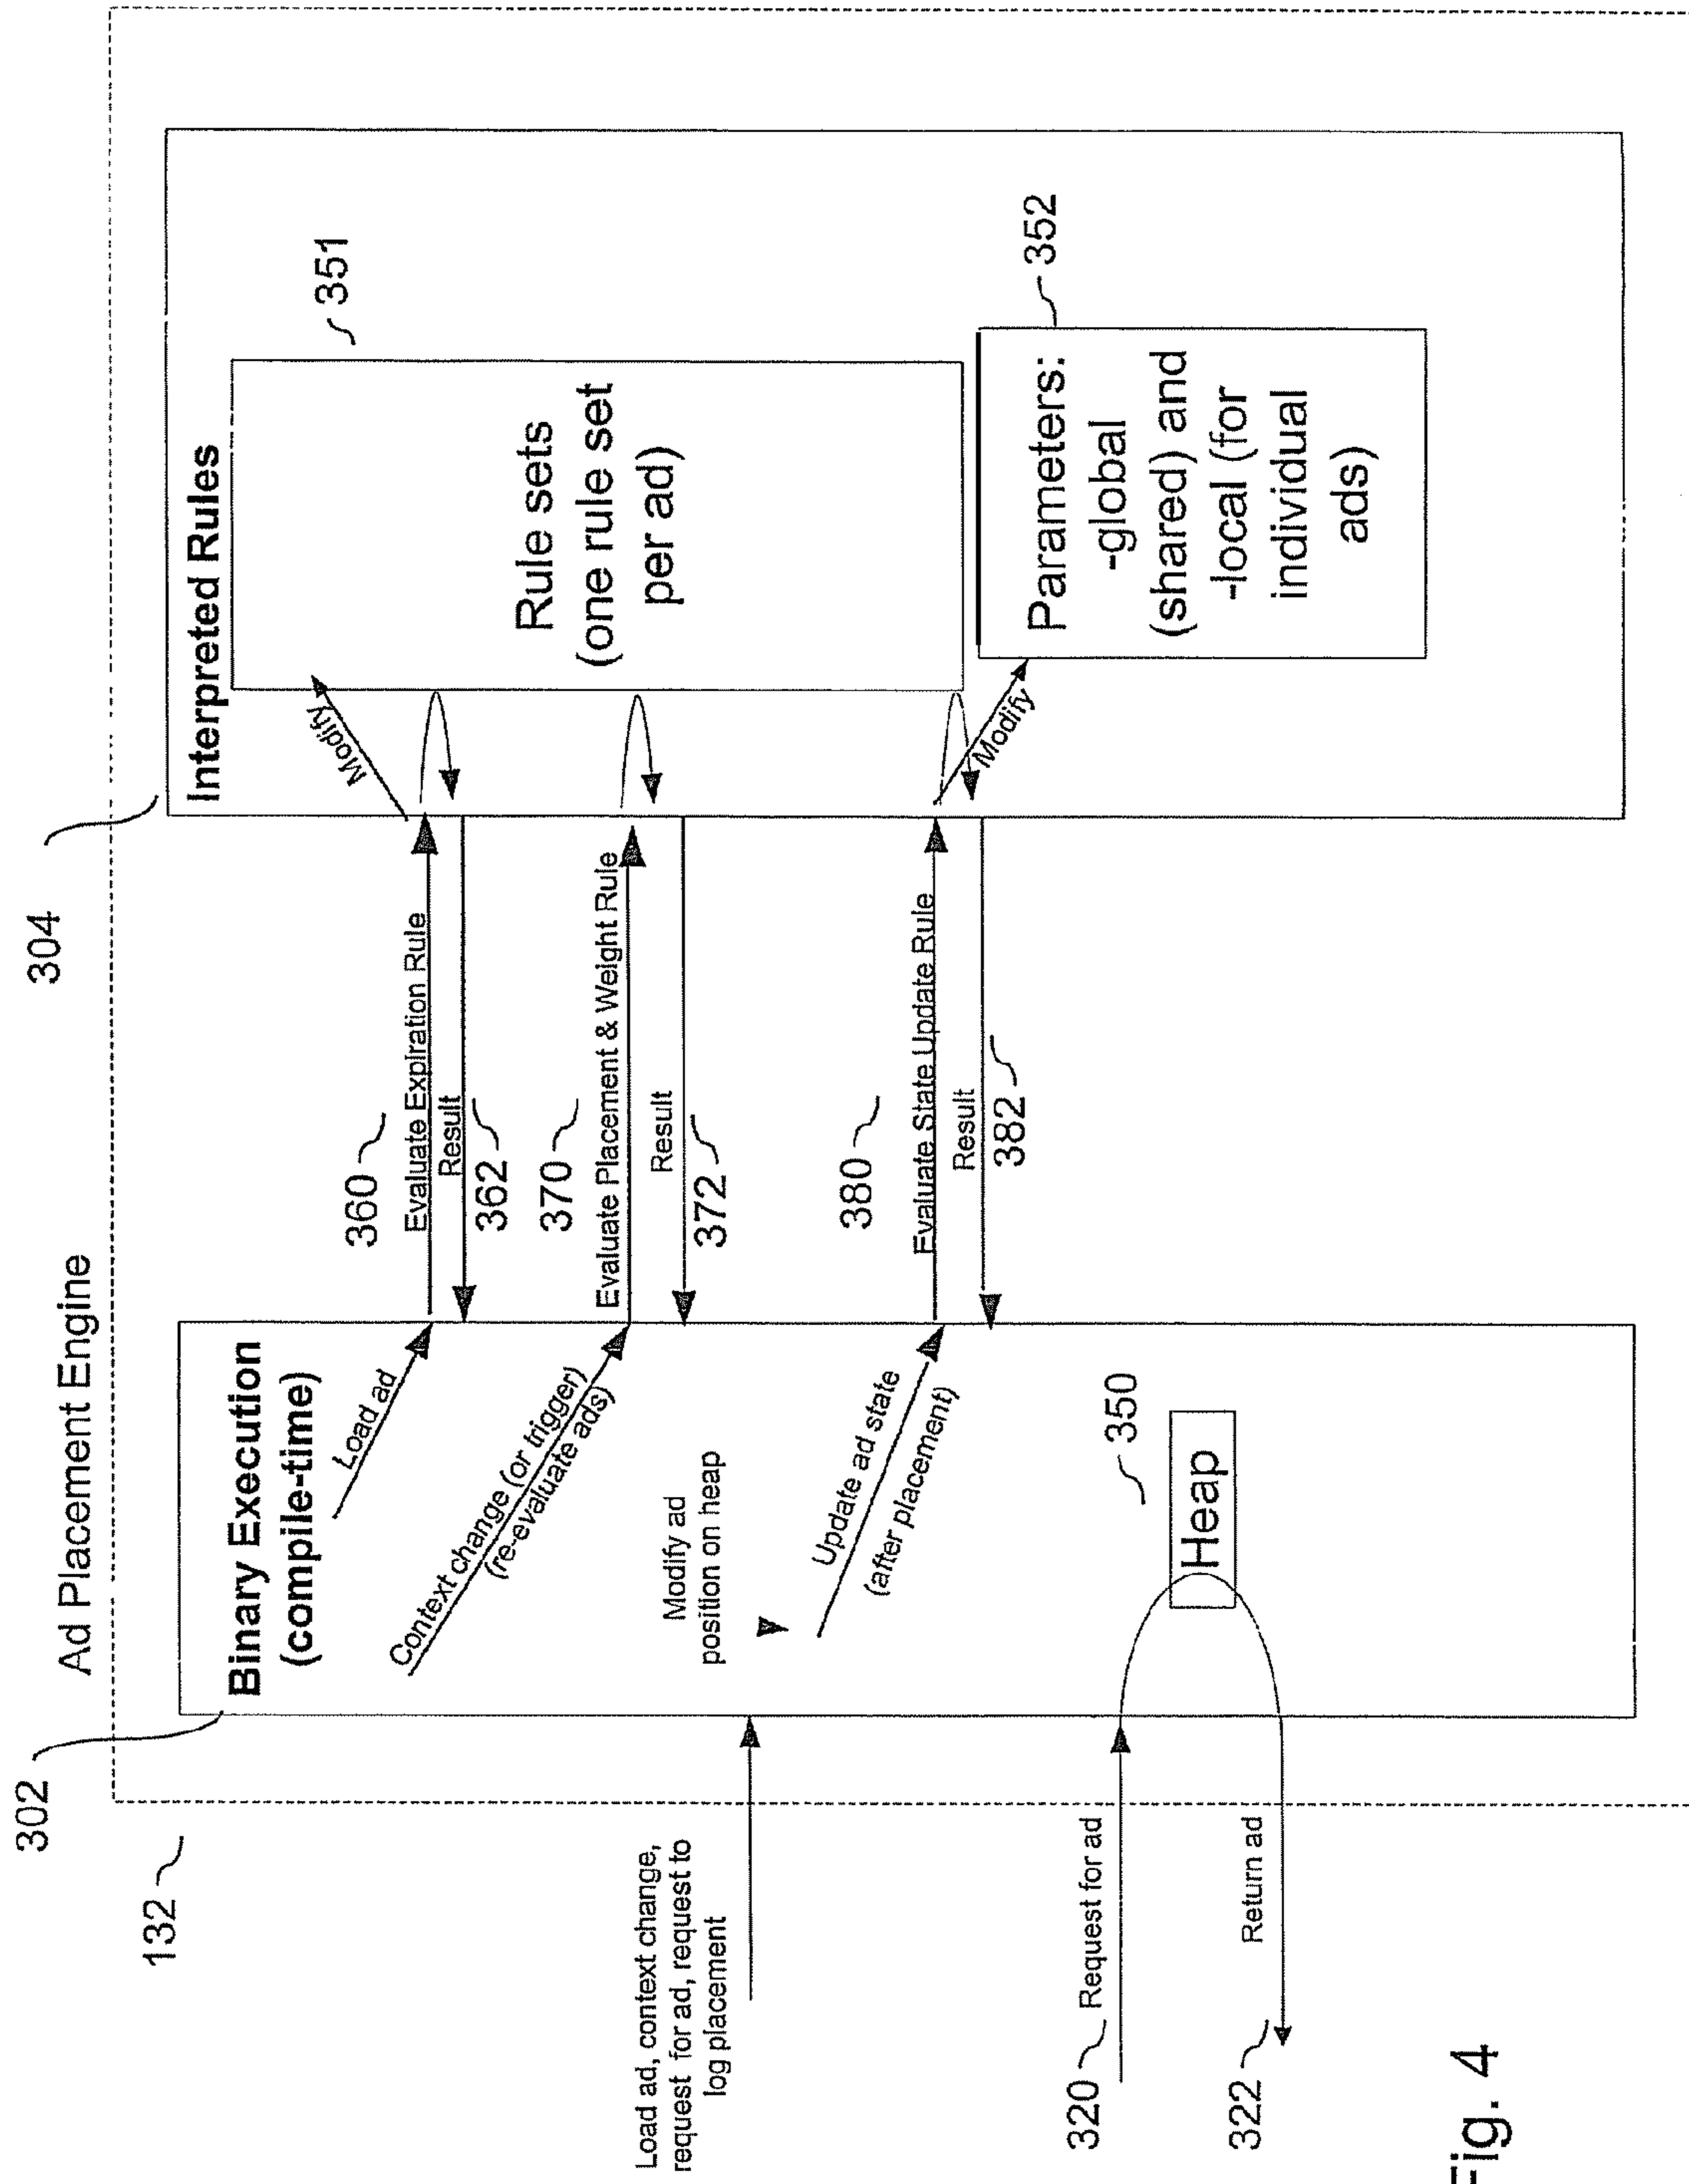 Ad Placement Engine
132
302
304
Binary Execution
(compile-time)
Load ad
Context change (or trigger)
(re-evaluate ads)
Modify ad
position on heap
Update ad state
(after placement)
350
Heap
Load ad, context change,
request for ad, request to
log placement
320
Request for ad
322
Return ad
360
Evaluate Expiration Rule
Result
362
370
Evaluate Placement & Weight Rule
Result
372
380
Evaluate State Update Rule
Result
382
Interpreted Rules
Modify
351
Rule sets
(one rule set
per ad)
Modify
352
Parameters:
-global
(shared) and
-local (for
individual
ads)
Fig. 4